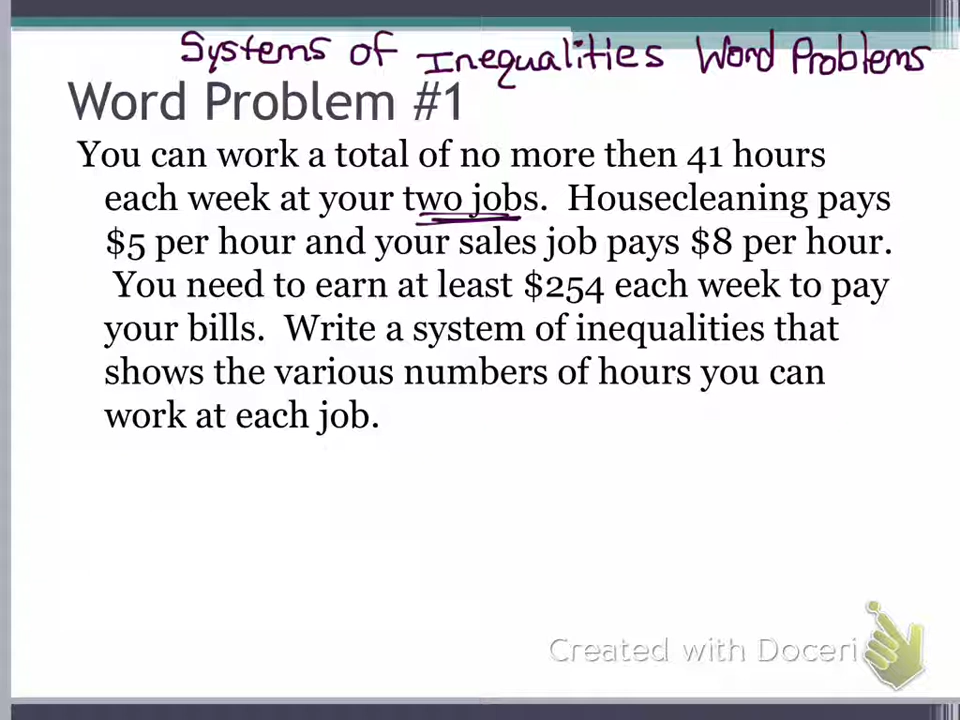 Systems of Inequalities Word Problems
Word Problem #1
You can work a total of no more then 41 hours
each week at your two jobs. Housecleaning pays
$5 per hour and your sales job pays $8 per hour.
You need to earn at least $254 each week to pay
your bills. Write a system of inequalities that
shows the various numbers of hours you can
work at each job.
Created with Doceri